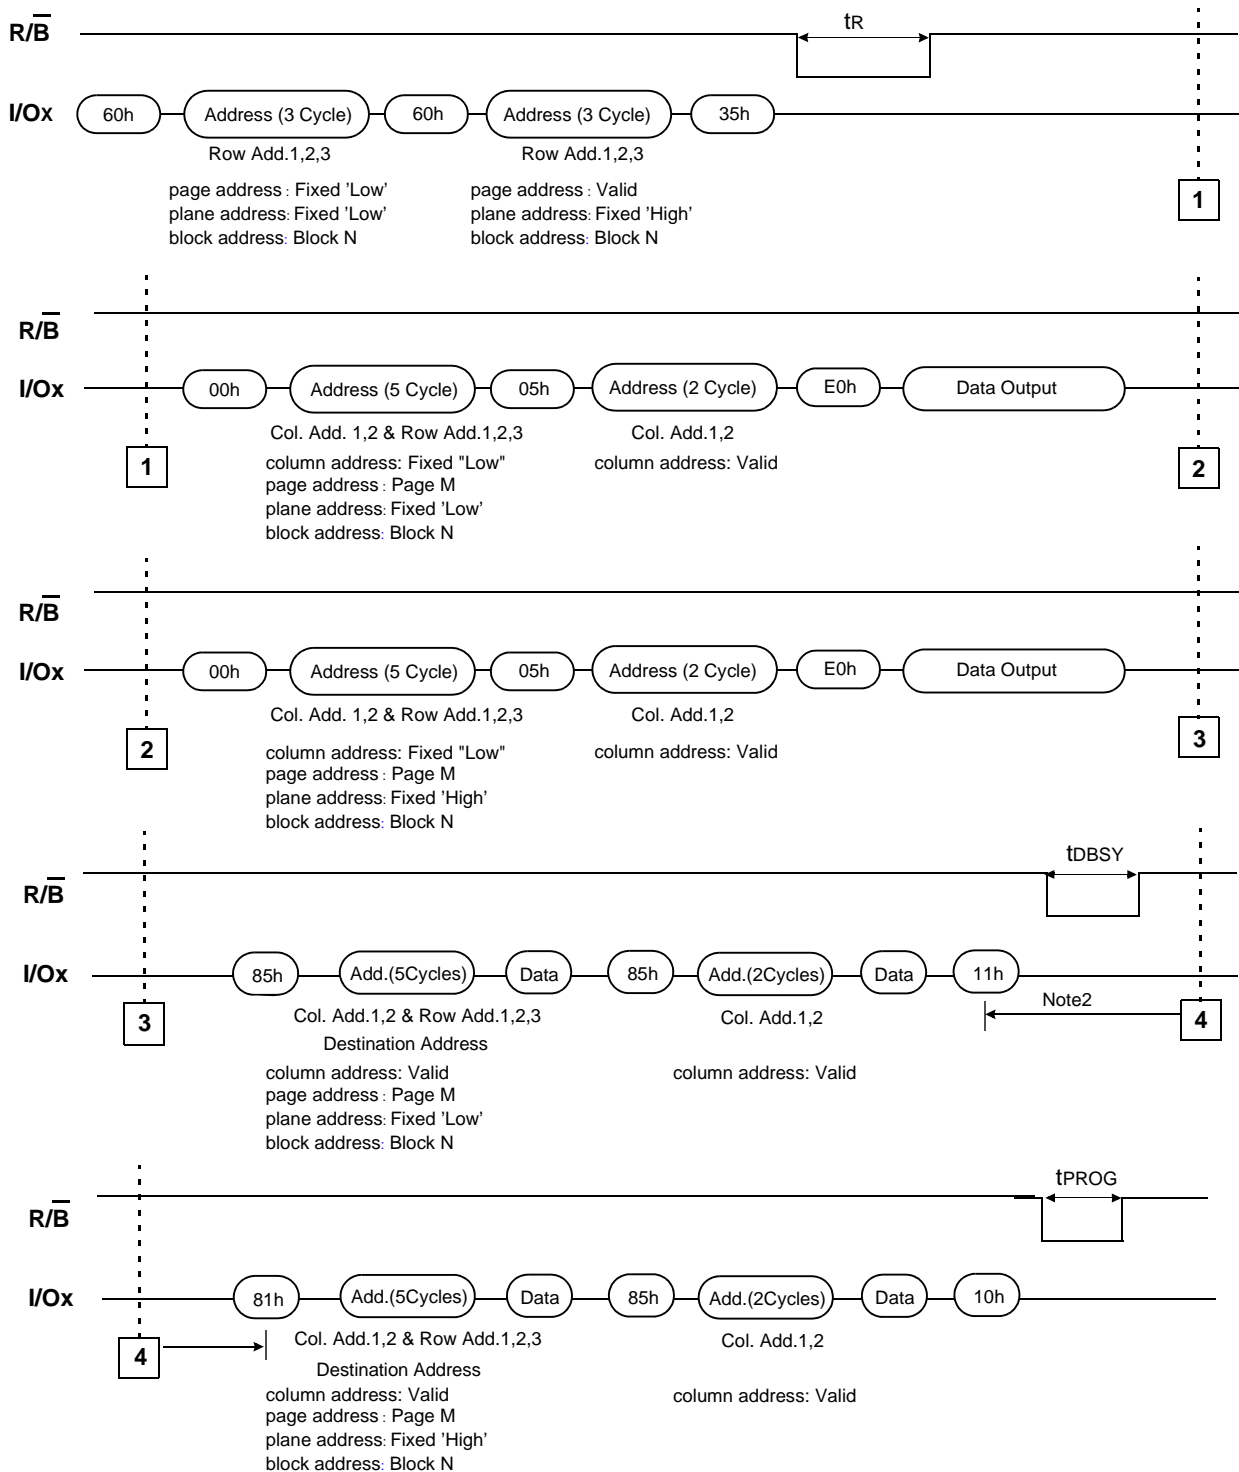 R/B
tR
I/Ox
60h
Address (3 Cycle)
60h
Address (3 Cycle)
35h
Row Add.1,2,3
Row Add.1,2,3
page address : Fixed 'Low'
plane address: Fixed 'Low'
block address: Block N
page address : Valid
plane address: Fixed 'High'
block address: Block N
1
R/B
I/Ox
00h
Address (5 Cycle)
05h
Address (2 Cycle)
E0h
Data Output
Col. Add. 1,2 & Row Add.1,2,3
Col. Add.1,2
1
column address: Fixed "Low"
page address : Page M
plane address: Fixed 'Low'
block address: Block N
column address: Valid
2
R/B
I/Ox
00h
Address (5 Cycle)
05h
Address (2 Cycle)
E0h
Data Output
Col. Add. 1,2 & Row Add.1,2,3
Col. Add.1,2
2
column address: Fixed "Low"
page address : Page M
plane address: Fixed 'High'
block address: Block N
column address: Valid
3
tDBSY
R/B
I/Ox
85h
Add.(5Cycles)
Data
85h
Add.(2Cycles)
Data
11h
Note2
3
Col. Add.1,2 & Row Add.1,2,3
Destination Address
Col. Add.1,2
4
column address: Valid
page address : Page M
plane address: Fixed 'Low'
block address: Block N
column address: Valid
tPROG
R/B
I/Ox
81h
Add.(5Cycles)
Data
85h
Add.(2Cycles)
Data
10h
4
Col. Add.1,2 & Row Add.1,2,3
Destination Address
Col. Add.1,2
column address: Valid
page address : Page M
plane address: Fixed 'High'
block address: Block N
column address: Valid